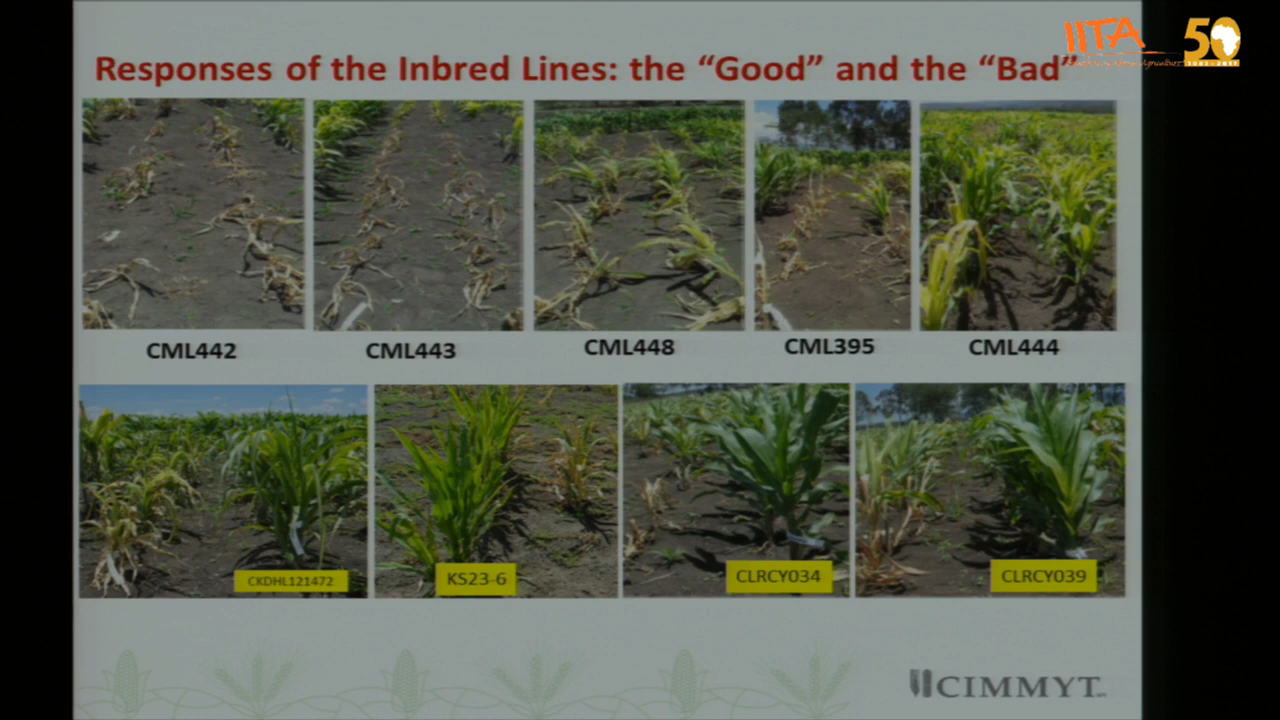 IITA 50
Responses of the Inbred Lines: the “Good” and the “Bad”
CML442 CML443 CML448 CML395 CML444
CKDHL121472 KS23-6 CLRCY034 CLRCY039
CIMMYT